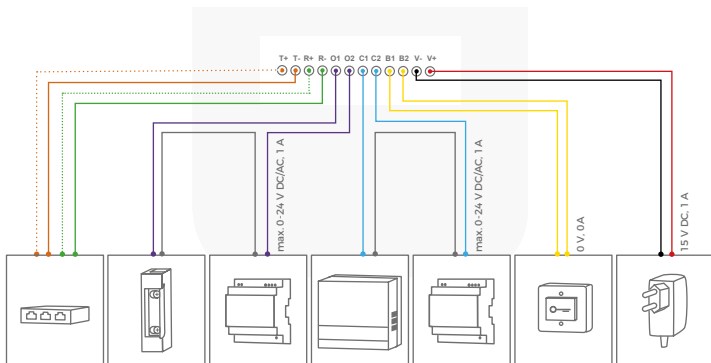 T+ T- R+ R- O1 O2 C1 C2 B1 B2 V- V+
max. 0-24 V DC/AC, 1 A
max. 0-24 V DC/AC, 1 A
0 V, 0A
15 V DC, 1 A